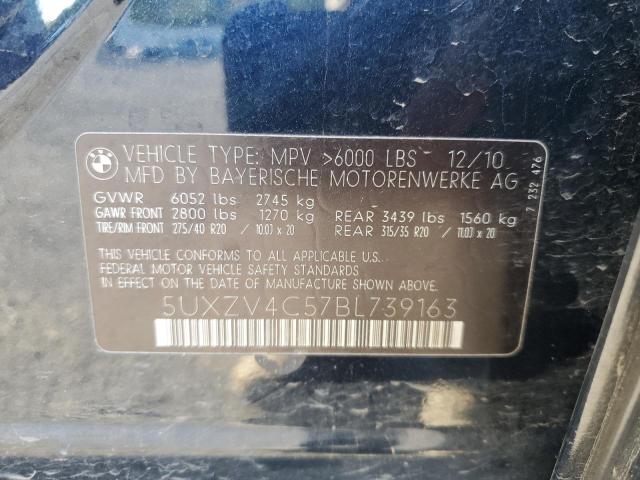 VEHICLE TYPE: MPV >6000 LBS 12/10
MFD BY BAYERISCHE MOTORENWERKE AG
GVWR 6052 lbs 2745 kg
GAWR FRONT 2800 lbs 1270 kg REAR 3439 lbs 1560 kg
TIRE/RIM FRONT 275/40 R20 / 10.0J x 20 REAR 315/35 R20 / 11.0J x 20
THIS VEHICLE CONFORMS TO ALL APPLICABLE U.S.
FEDERAL MOTOR VEHICLE SAFETY STANDARDS IN
EFFECT ON THE DATE OF MANUFACTURE SHOWN ABOVE.
5UXZV4C57BL739163
7 232 476
BMW